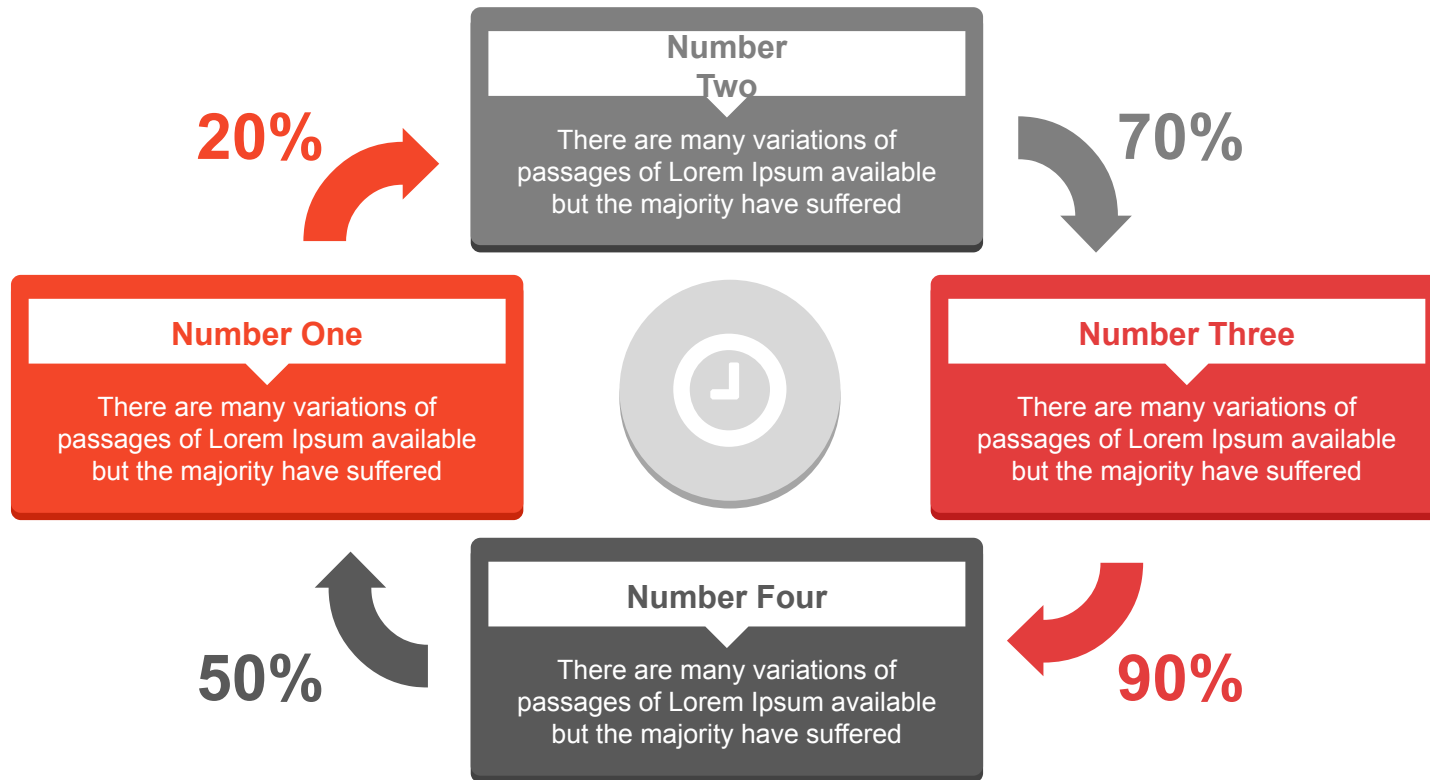 Number
Two
There are many variations of
passages of Lorem Ipsum available
but the majority have suffered
20%
70%
Number One
There are many variations of
passages of Lorem Ipsum available
but the majority have suffered
Number Three
There are many variations of
passages of Lorem Ipsum available
but the majority have suffered
Number Four
There are many variations of
passages of Lorem Ipsum available
but the majority have suffered
50%
90%